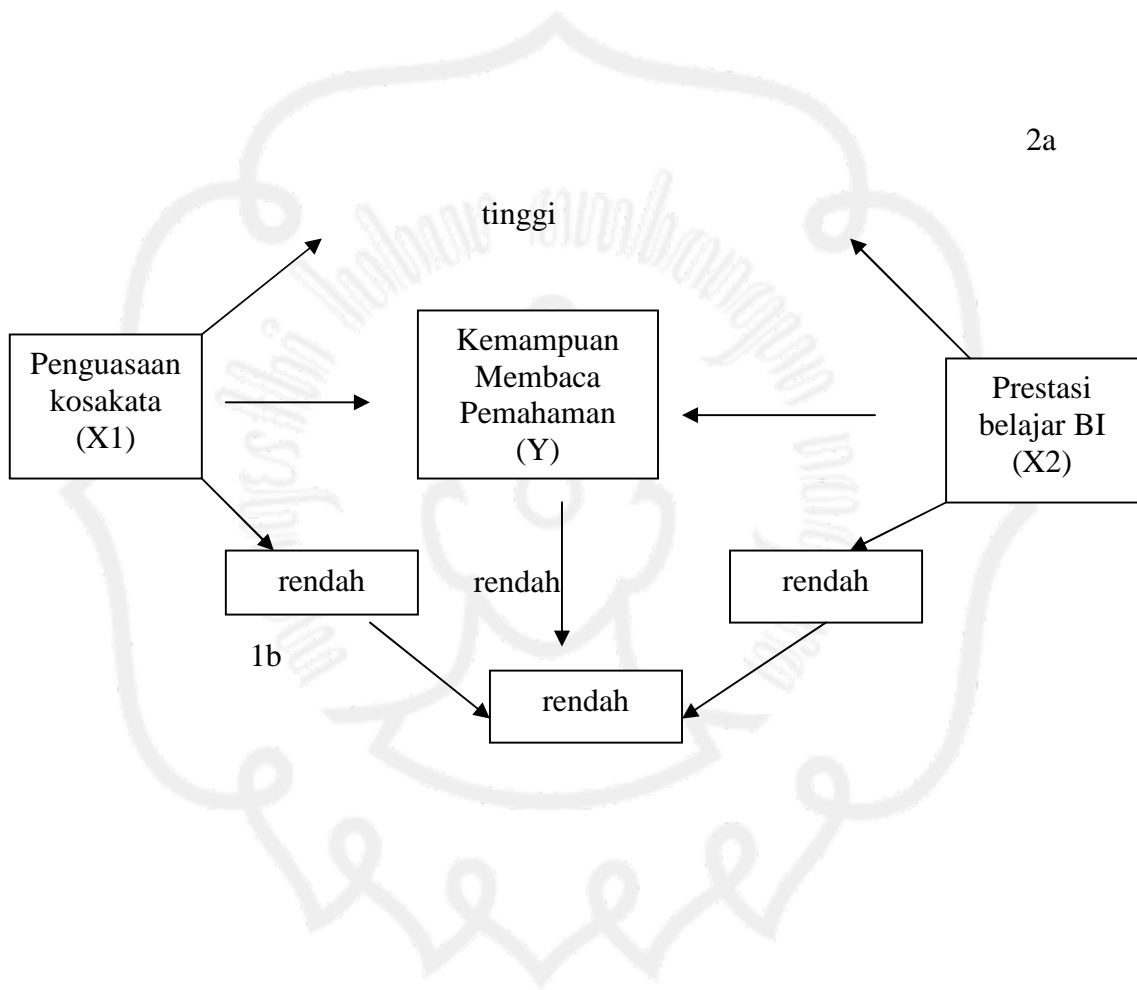 2a
tinggi
Penguasaan
kosakata
(X1)
Kemampuan
Membaca
Pemahaman
(Y)
Prestasi
belajar BI
(X2)
rendah
rendah
rendah
1b
rendah